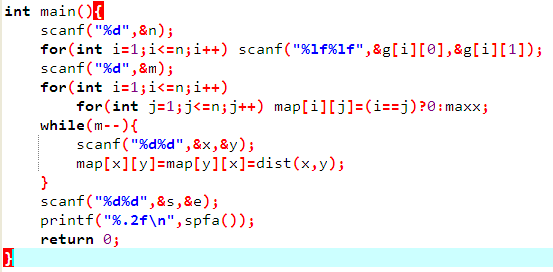 int main(){
scanf("%d",&n);
for(int i=1;i<=n;i++) scanf("%lf%lf",&g[i][0],&g[i][1]);
scanf("%d",&m);
for(int i=1;i<=n;i++)
for(int j=1;j<=n;j++) map[i][j]=(i==j)?0:maxx;
while(m--){
scanf("%d%d",&x,&y);
map[x][y]=map[y][x]=dist(x,y);
}
scanf("%d%d",&s,&e);
printf("%.2f\n",spfa());
return 0;
}